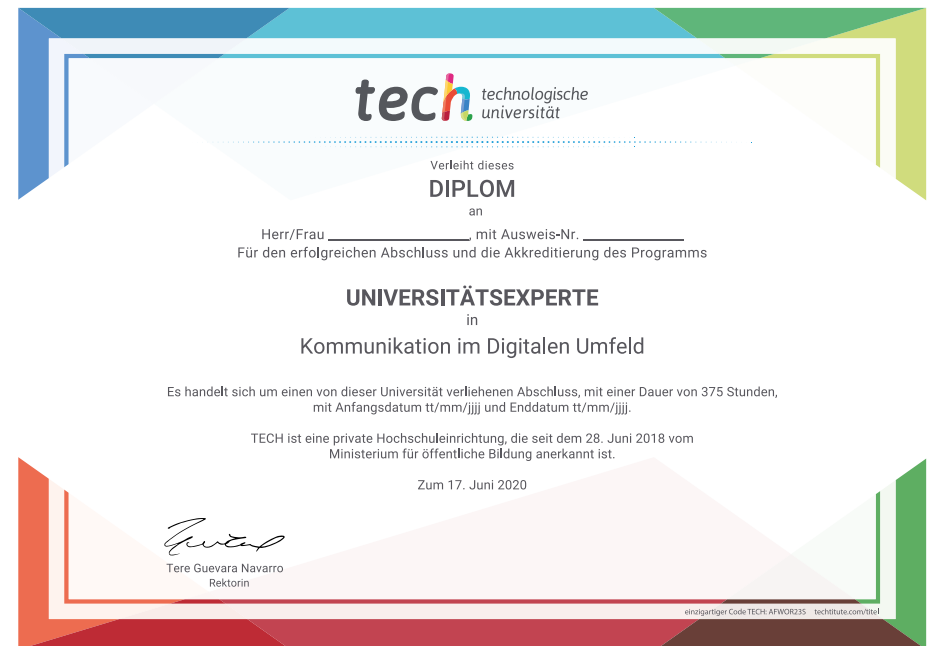 tech technologische
universität
Verleiht dieses
DIPLOM
an
Herr/Frau ____________________, mit Ausweis-Nr. ______________
Für den erfolgreichen Abschluss und die Akkreditierung des Programms
UNIVERSITÄTSEXPERTE
in
Kommunikation im Digitalen Umfeld
Es handelt sich um einen von dieser Universität verliehenen Abschluss, mit einer Dauer von 375 Stunden,
mit Anfangsdatum tt/mm/jjjj und Enddatum tt/mm/jjjj.
TECH ist eine private Hochschuleinrichtung, die seit dem 28. Juni 2018 vom
Ministerium für öffentliche Bildung anerkannt ist.
Zum 17. Juni 2020
Tere Guevara Navarro
Rektorin
einzigartiger Code TECH: AFWOR23S techtitute.com/titel